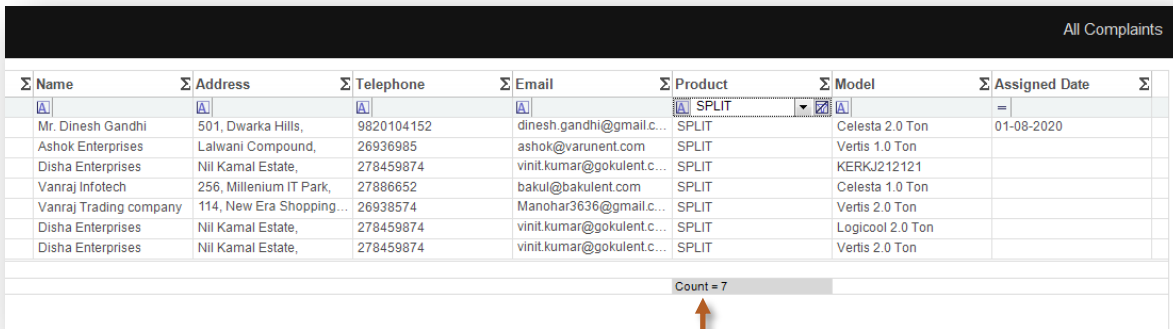 All Complaints
Σ Name Σ Address Σ Telephone Σ Email Σ Product Σ Model Σ Assigned Date Σ
A A A A A SPLIT A =
Mr. Dinesh Gandhi 501, Dwarka Hills, 9820104152 dinesh.gandhi@gmail.c... SPLIT Celesta 2.0 Ton 01-08-2020
Ashok Enterprises Lalwani Compound, 26936985 ashok@varunent.com SPLIT Vertis 1.0 Ton
Disha Enterprises Nil Kamal Estate, 278459874 vinit.kumar@gokulent.c... SPLIT KERKJ212121
Vanraj Infotech 256, Millenium IT Park, 27886652 bakul@bakulent.com SPLIT Celesta 1.0 Ton
Vanraj Trading company 114, New Era Shopping... 26938574 Manohar3636@gmail.c... SPLIT Vertis 2.0 Ton
Disha Enterprises Nil Kamal Estate, 278459874 vinit.kumar@gokulent.c... SPLIT Logicool 2.0 Ton
Disha Enterprises Nil Kamal Estate, 278459874 vinit.kumar@gokulent.c... SPLIT Vertis 2.0 Ton
Count = 7